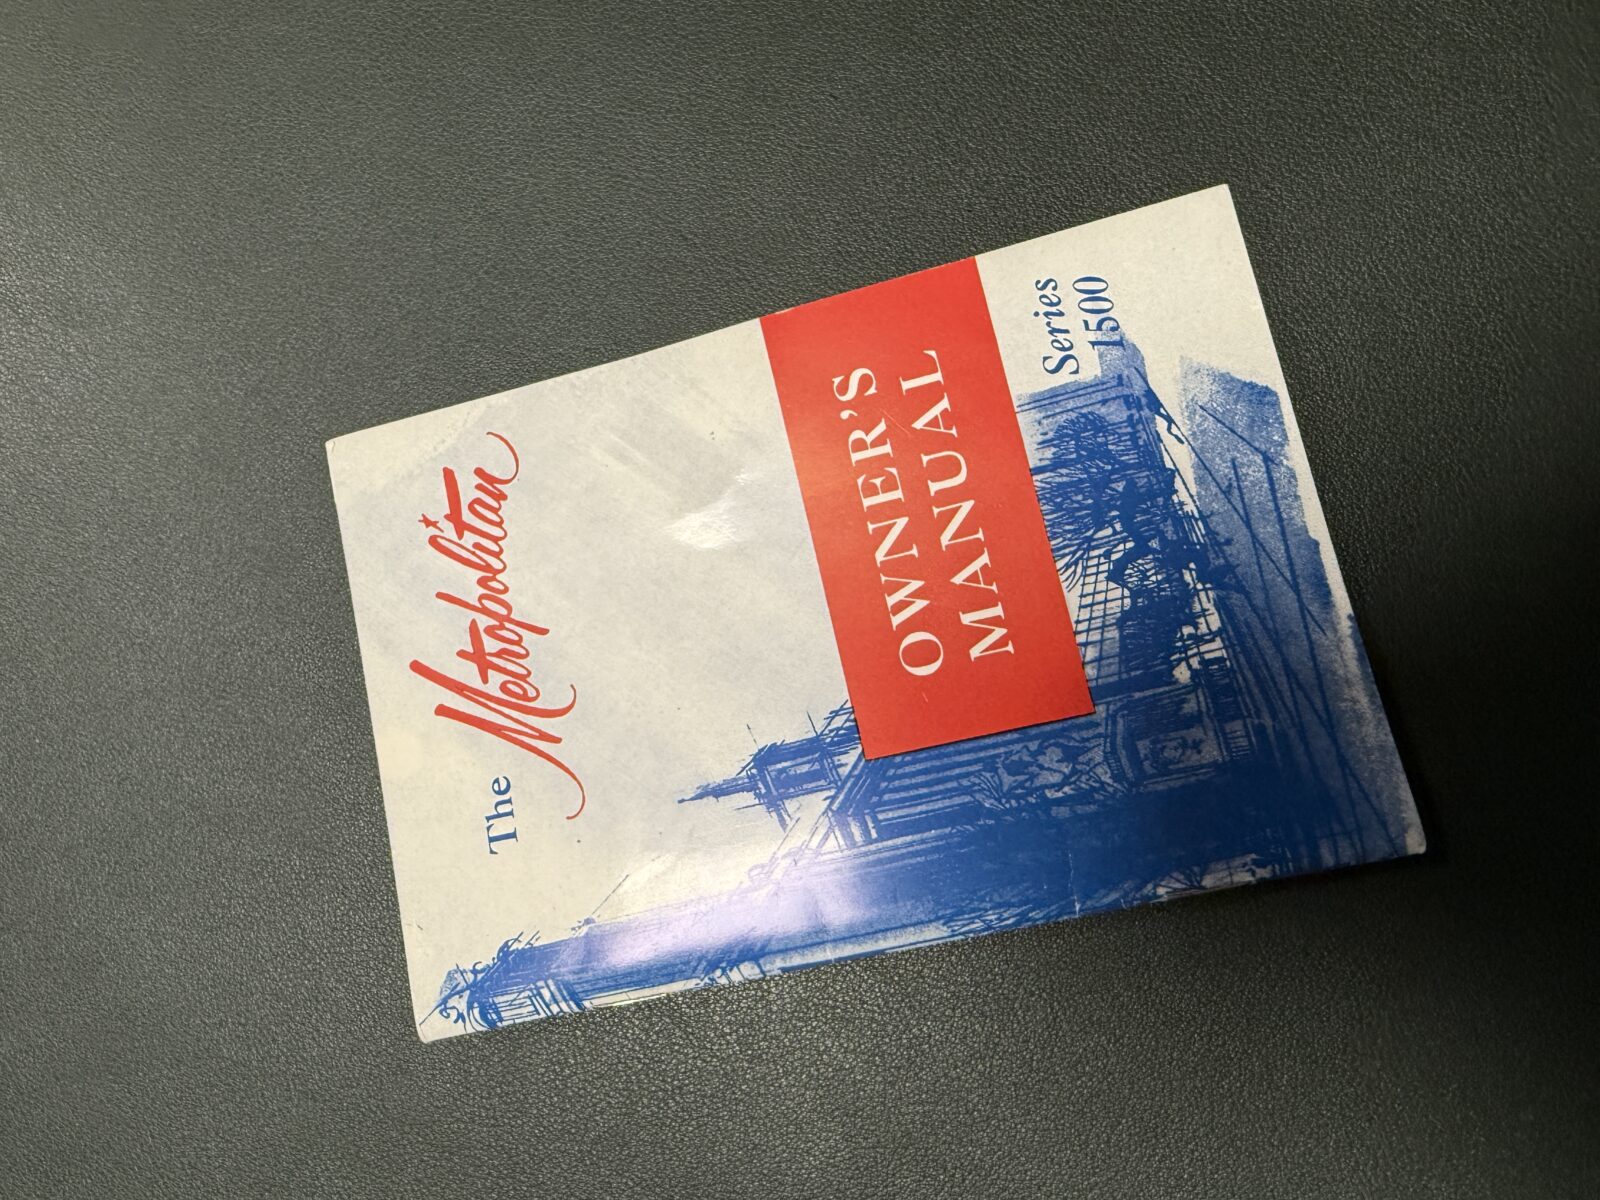 The Metropolitan
OWNER'S
MANUAL
Series
1500